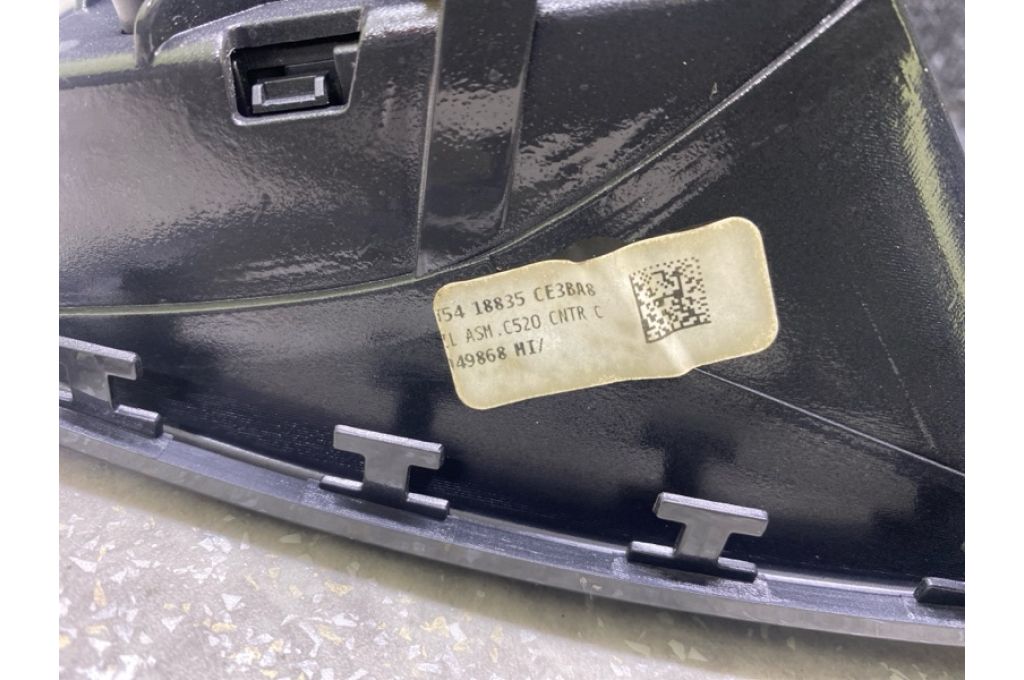 54 18835 CE3BA8
L ASM.C520 CNTR C
49868 MI/